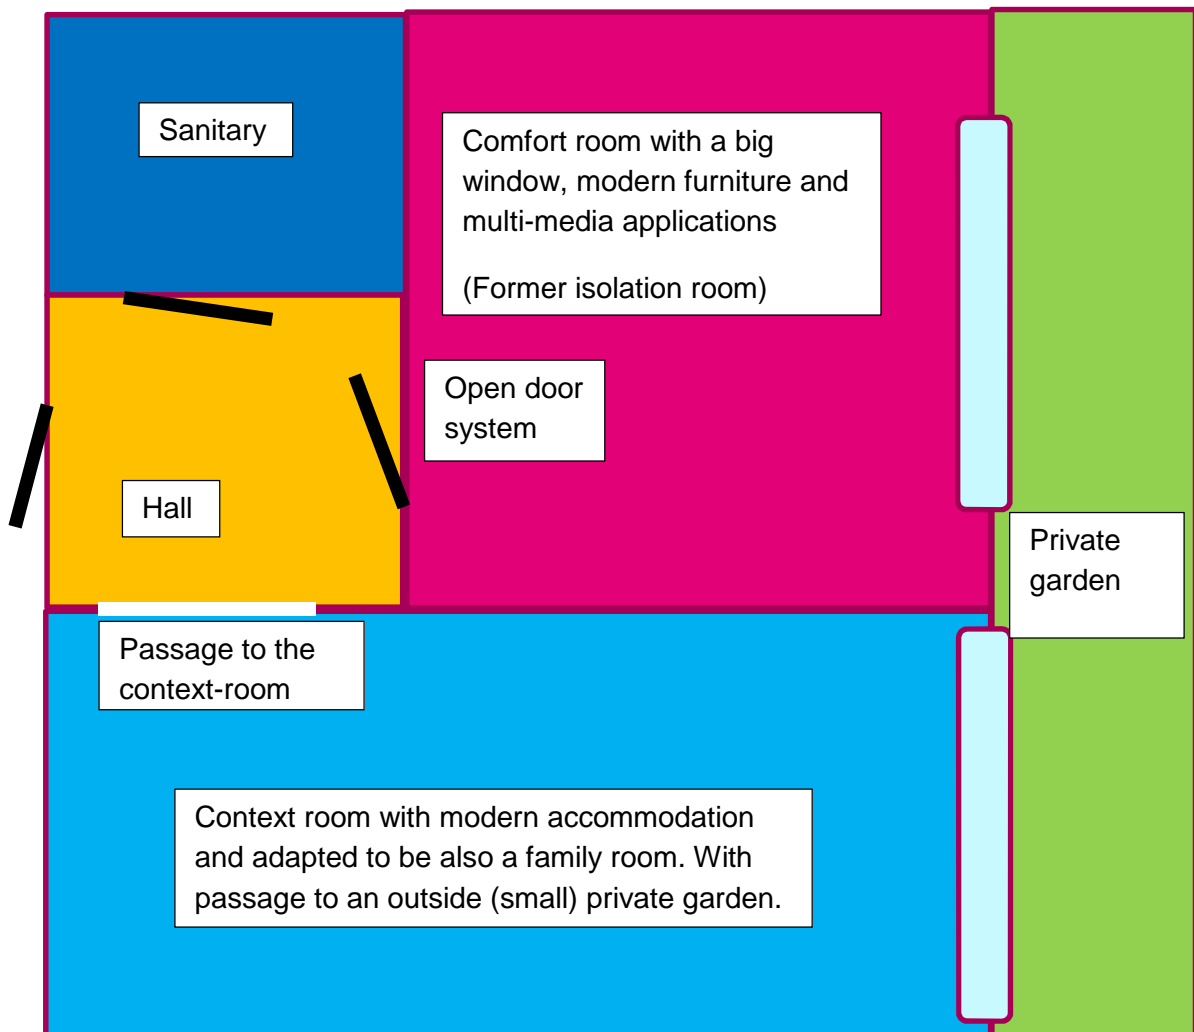 Sanitary
Comfort room with a big
window, modern furniture and
multi-media applications
(Former isolation room)
Open door
system
Hall
Private
garden
Passage to the
context-room
Context room with modern accommodation
and adapted to be also a family room. With
passage to an outside (small) private garden.